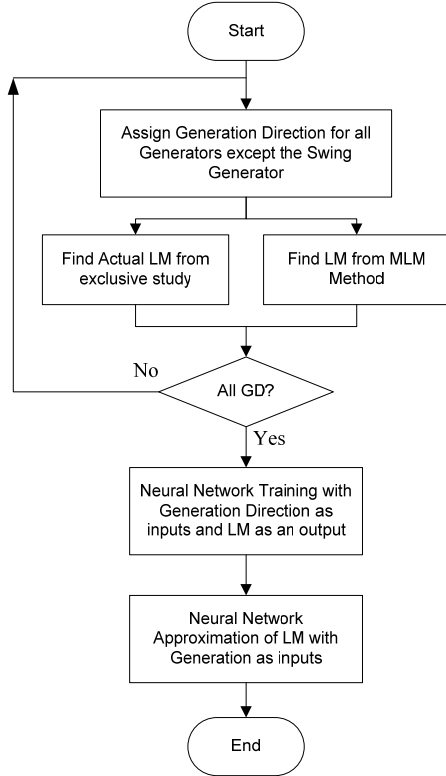 Start
Assign Generation Direction for all
Generators except the Swing
Generator
Find Actual LM from
exclusive study
Find LM from MLM
Method
No
All GD?
Yes
Neural Network Training with
Generation Direction as
inputs and LM as an output
Neural Network
Approximation of LM with
Generation as inputs
End